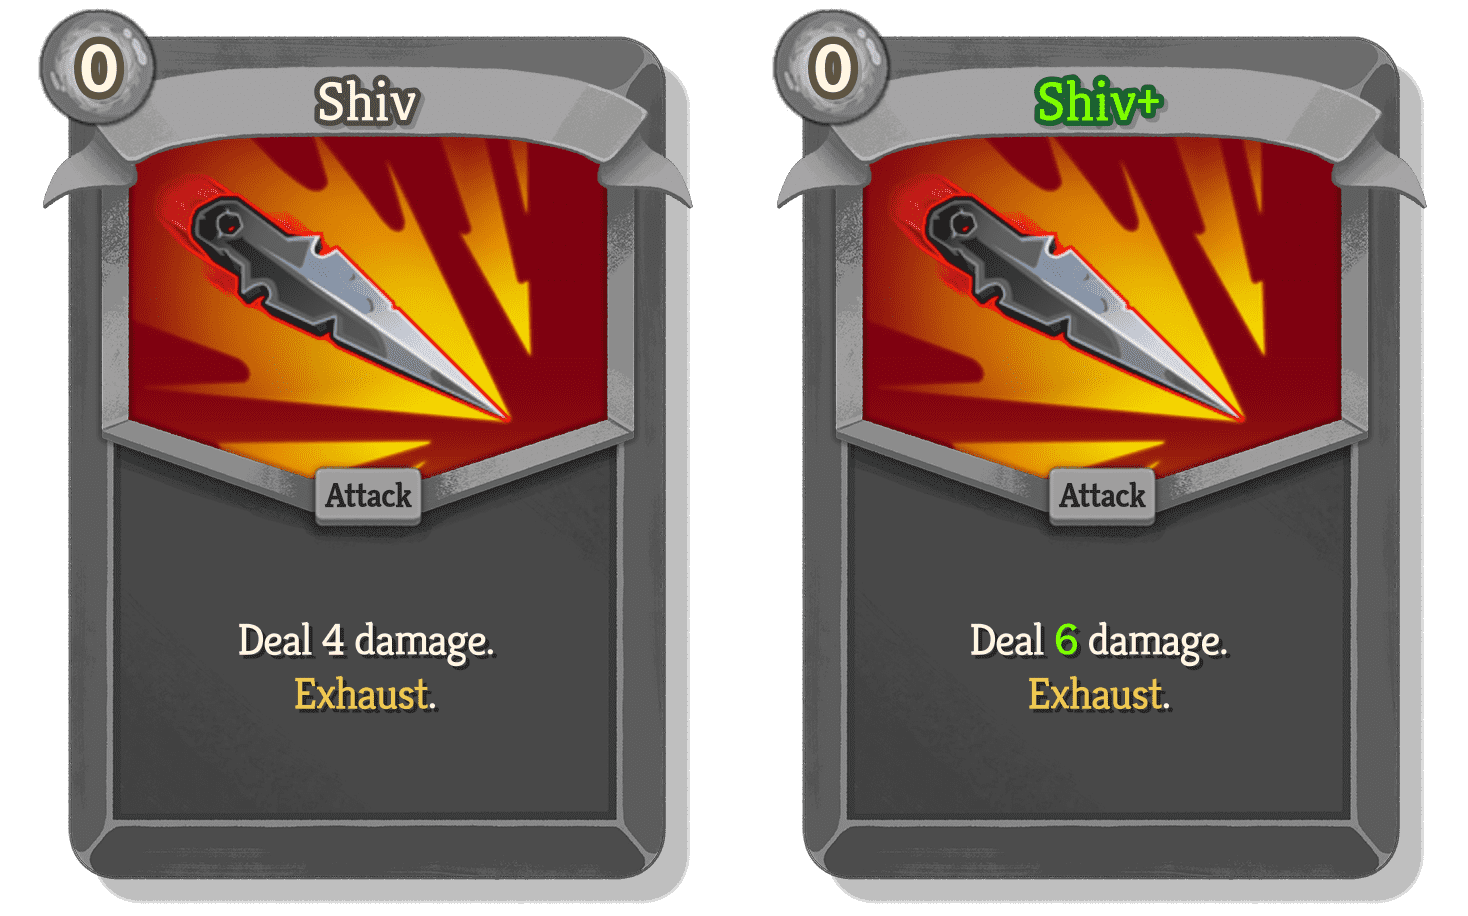 0
Shiv
Attack
Deal 4 damage.
Exhaust.
0
Shiv+
Attack
Deal 6 damage.
Exhaust.